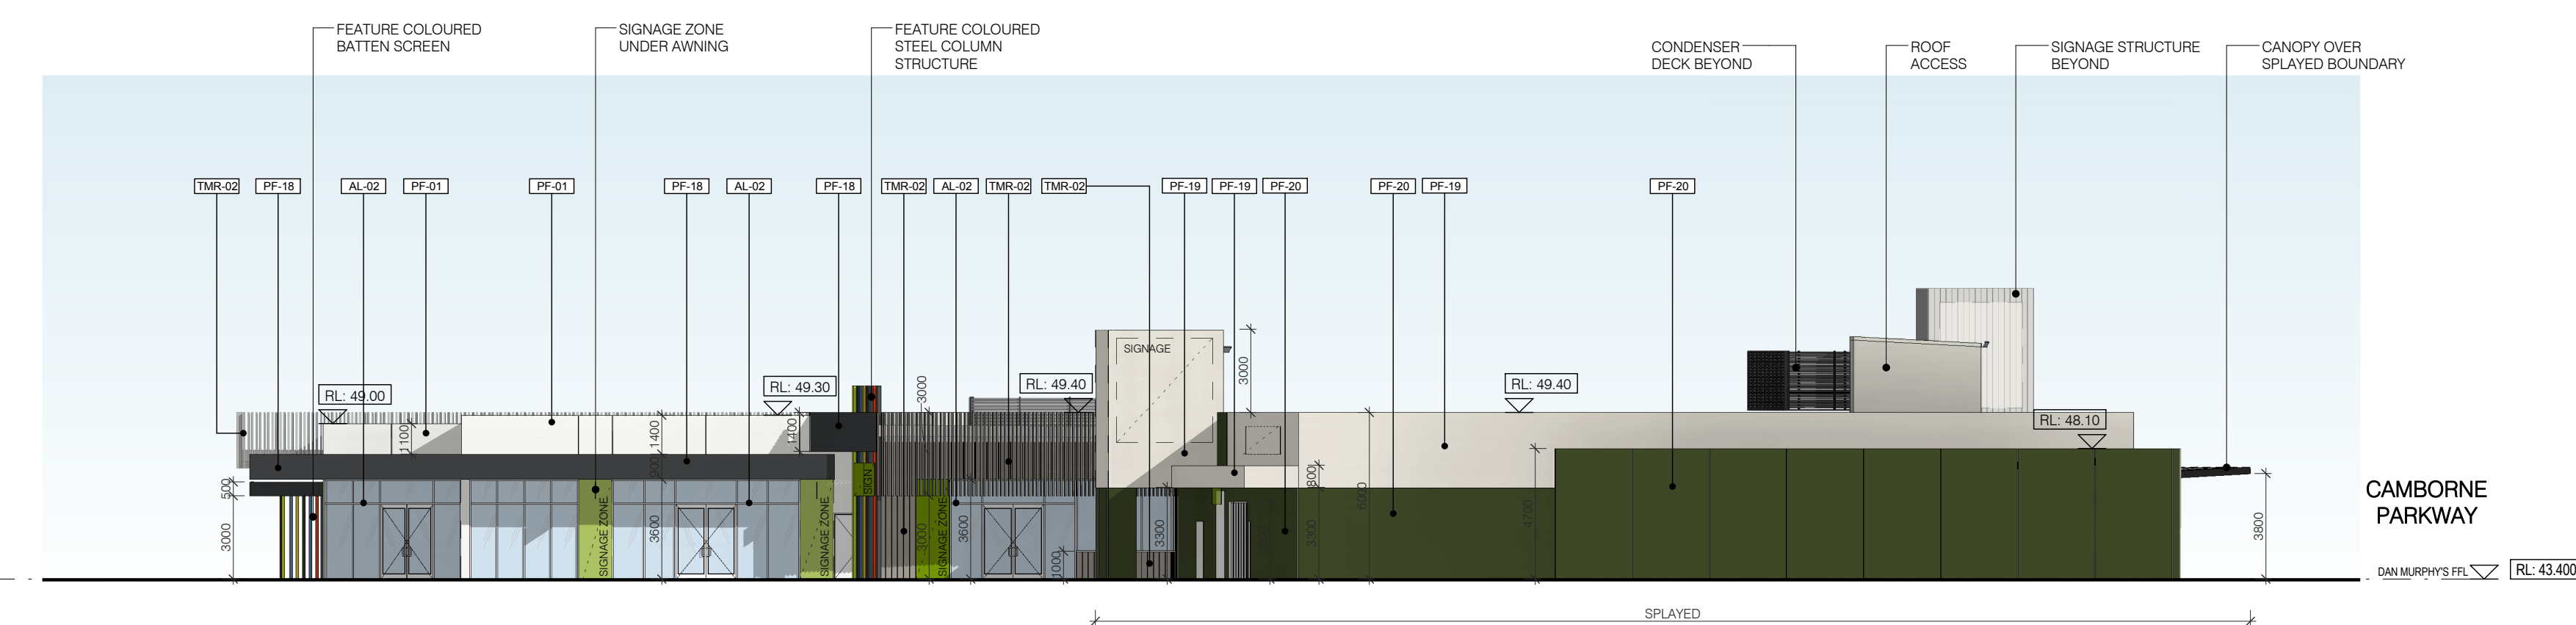 FEATURE COLOURED
BATTEN SCREEN
SIGNAGE ZONE
UNDER AWNING
FEATURE COLOURED
STEEL COLUMN
STRUCTURE
CONDENSER
DECK BEYOND
ROOF
ACCESS
SIGNAGE STRUCTURE
BEYOND
CANOPY OVER
SPLAYED BOUNDARY
TMR-02
PF-18
AL-02
PF-01
PF-01
PF-18
AL-02
PF-18
TMR-02
AL-02
TMR-02
TMR-02
PF-19
PF-19
PF-20
PF-20
PF-19
PF-20
SIGNAGE
3000
RL: 49.00
RL: 49.30
3000
RL: 49.40
RL: 49.40
RL: 48.10
1100
1400
1400
900
500
3000
SIGNAGE ZONE
3600
SIGNAGE ZONE
SIGN
3000
SIGNAGE ZONE
3600
1000
3300
800
3300
6000
4700
3800
CAMBORNE
PARKWAY
DAN MURPHY'S FFL
RL: 43.400
SPLAYED